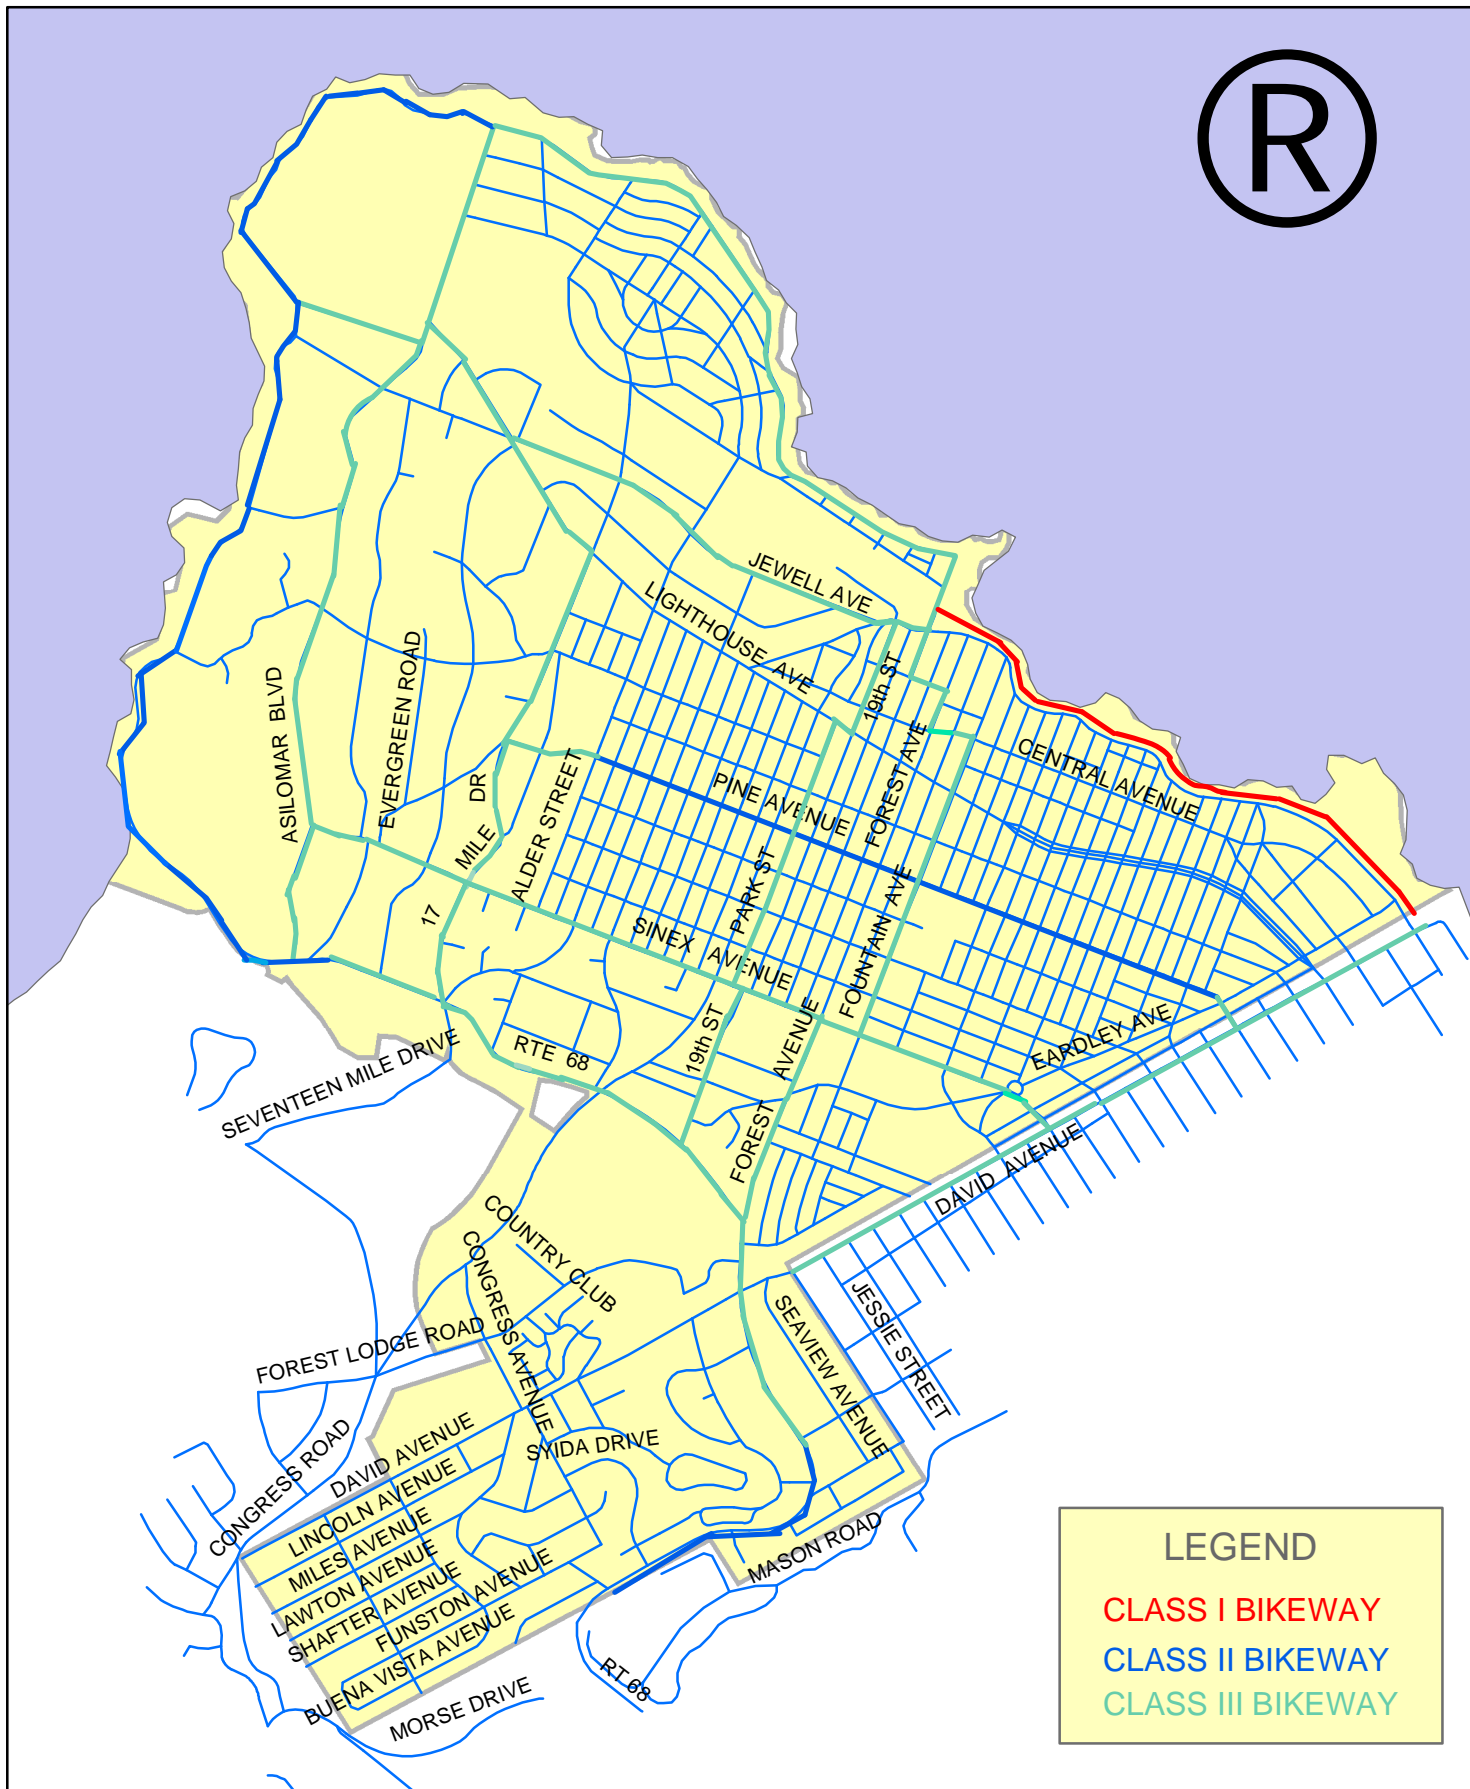 R
JEWELL AVE
LIGHTHOUSE AVE
19th ST
ASILOMAR BLVD
EVERGREEN ROAD
17 MILE DR
ALDER STREET
PINE AVENUE
FOREST AVE
CENTRAL AVENUE
PARK ST
SINEX AVENUE
FOUNTAIN AVE
SEVENTEEN MILE DRIVE
RTE 68
19th ST
FOREST AVENUE
EARDLEY AVE
DAVID AVENUE
COUNTRY CLUB
CONGRESS AVENUE
FOREST LODGE ROAD
SEAVIEW AVENUE
JESSIE STREET
CONGRESS ROAD
DAVID AVENUE
SYIDA DRIVE
LINCOLN AVENUE
MILES AVENUE
LAWTON AVENUE
SHAFTER AVENUE
FUNSTON AVENUE
BUENA VISTA AVENUE
MASON ROAD
MORSE DRIVE
RT 68
LEGEND
CLASS I BIKEWAY
CLASS II BIKEWAY
CLASS III BIKEWAY